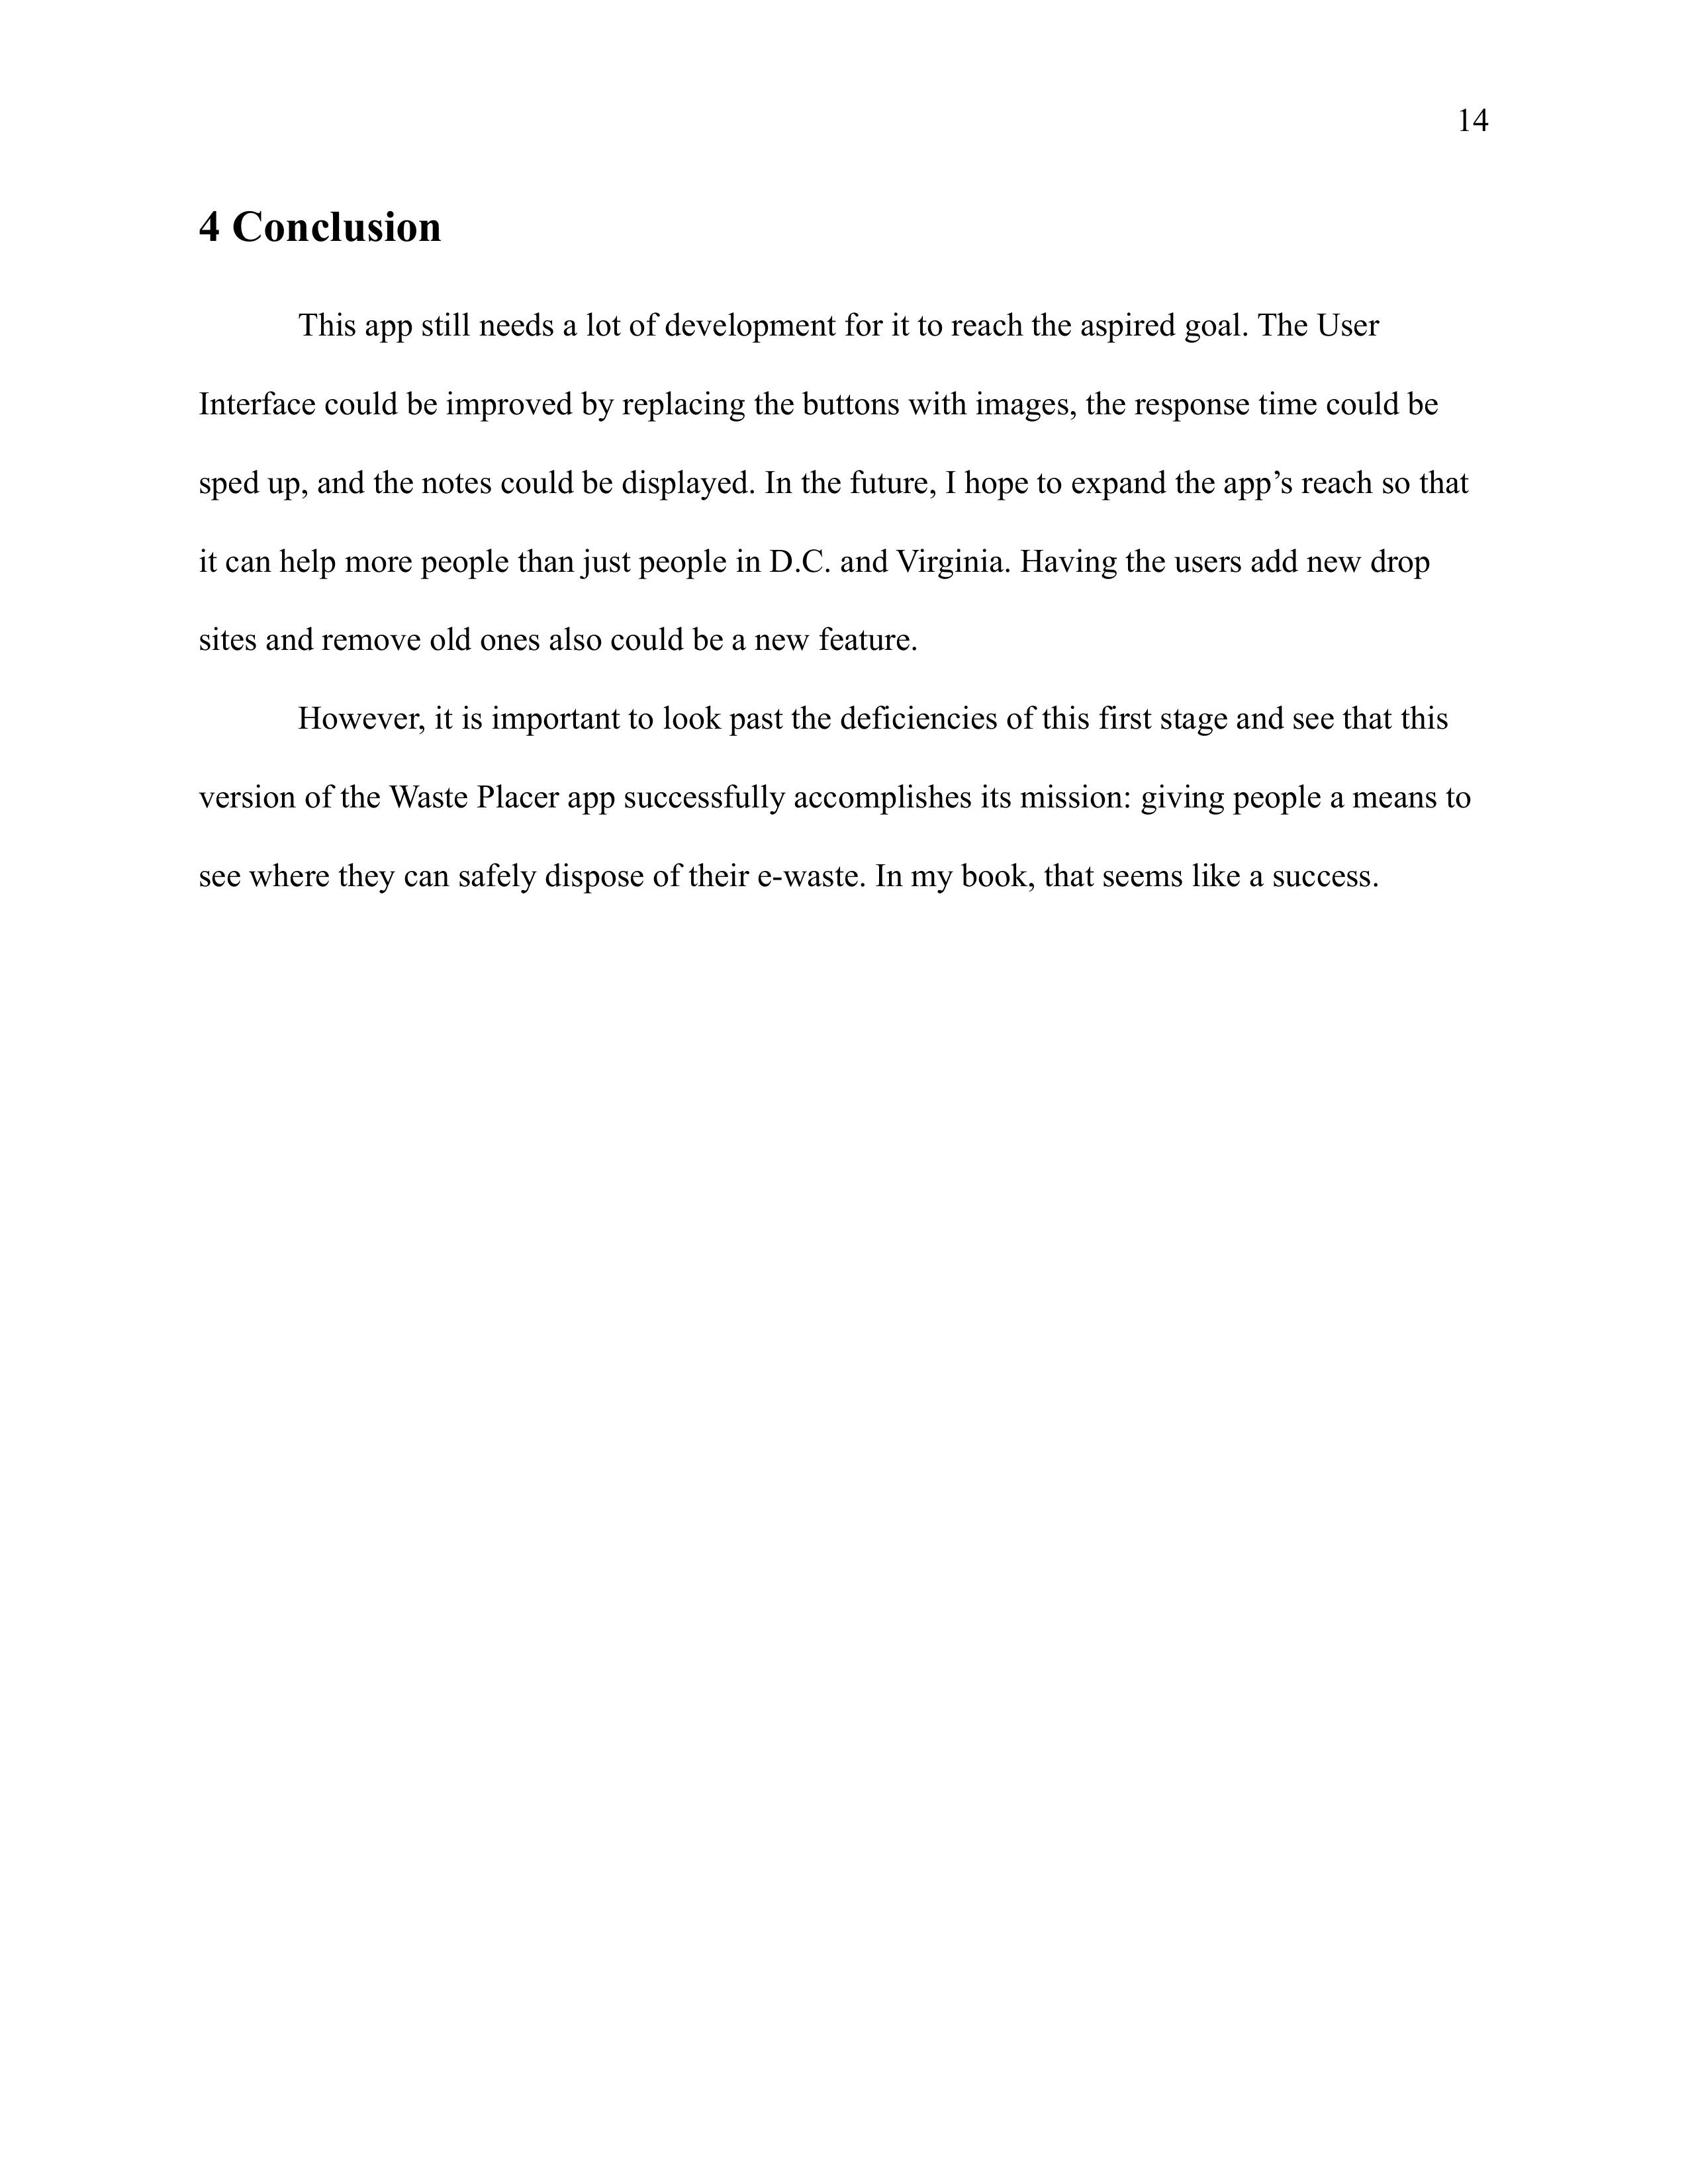 14
4 Conclusion
This app still needs a lot of development for it to reach the aspired goal. The User
Interface could be improved by replacing the buttons with images, the response time could be
sped up, and the notes could be displayed. In the future, I hope to expand the app’s reach so that
it can help more people than just people in D.C. and Virginia. Having the users add new drop
sites and remove old ones also could be a new feature.
However, it is important to look past the deficiencies of this first stage and see that this
version of the Waste Placer app successfully accomplishes its mission: giving people a means to
see where they can safely dispose of their e-waste. In my book, that seems like a success.